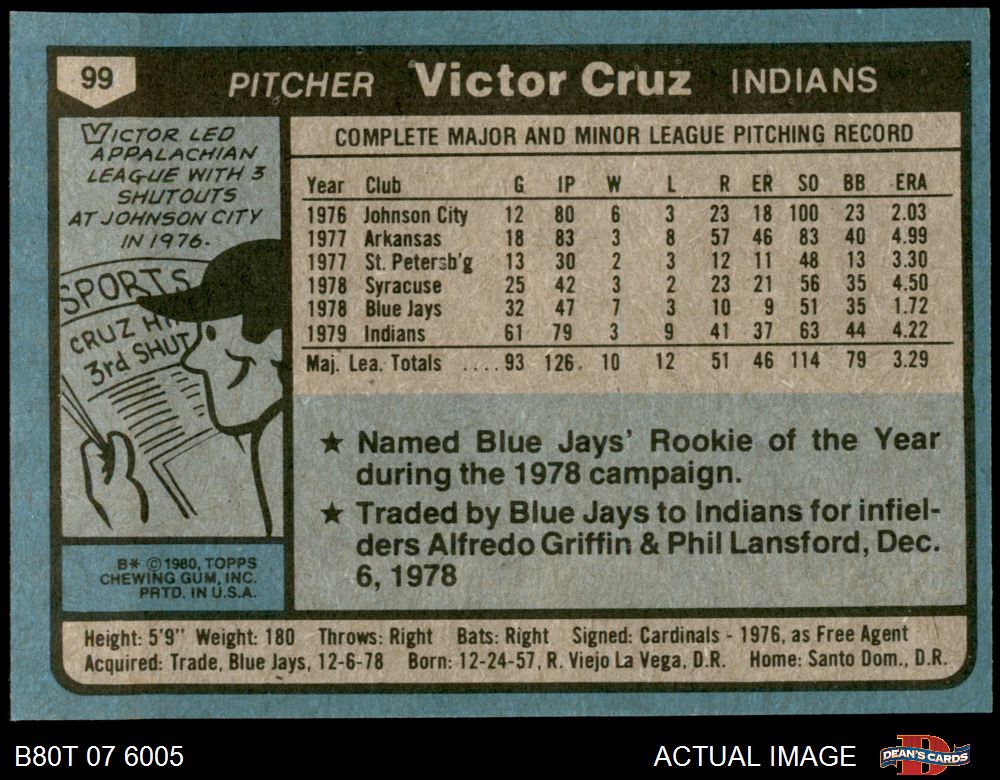 99 PITCHER Victor Cruz INDIANS
VICTOR LED
APPALACHIAN
LEAGUE WITH 3
SHUTOUTS
AT JOHNSON CITY
IN 1976.
SPORTS
CRUZ HI
3rd SHUT
B* © 1980, TOPPS
CHEWING GUM, INC.
PRTD. IN U.S.A.
COMPLETE MAJOR AND MINOR LEAGUE PITCHING RECORD
Year Club G IP W L R ER SO BB ERA
1976 Johnson City 12 80 6 3 23 18 100 23 2.03
1977 Arkansas 18 83 3 8 57 46 83 40 4.99
1977 St. Petersb'g 13 30 2 3 12 11 48 13 3.30
1978 Syracuse 25 42 3 2 23 21 56 35 4.50
1978 Blue Jays 32 47 7 3 10 9 51 35 1.72
1979 Indians 61 79 3 9 41 37 63 44 4.22
Maj. Lea. Totals .... 93 126 10 12 51 46 114 79 3.29
★ Named Blue Jays' Rookie of the Year
during the 1978 campaign.
★ Traded by Blue Jays to Indians for infiel-
ders Alfredo Griffin & Phil Lansford, Dec.
6, 1978
Height: 5'9" Weight: 180 Throws: Right Bats: Right Signed: Cardinals - 1976, as Free Agent
Acquired: Trade, Blue Jays, 12-6-78 Born: 12-24-57, R. Viejo La Vega, D.R. Home: Santo Dom., D.R.
B80T 07 6005 ACTUAL IMAGE DEAN'S CARDS